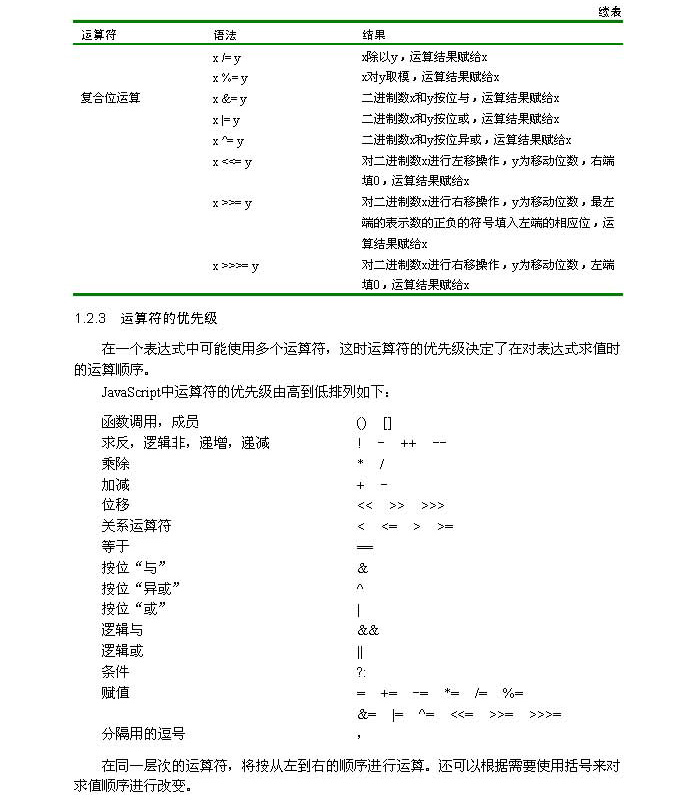 续表
运算符 语法 结果
x /= y x除以y，运算结果赋给x
x %= y x对y取模，运算结果赋给x
复合位运算 x &= y 二进制数x和y按位与，运算结果赋给x
x |= y 二进制数x和y按位或，运算结果赋给x
x ^= y 二进制数x和y按位异或，运算结果赋给x
x <<= y 对二进制数x进行左移操作，y为移动位数，右端
填0，运算结果赋给x
x >>= y 对二进制数x进行右移操作，y为移动位数，最左
端的表示数的正负的符号填入左端的相应位，运
算结果赋给x
x >>>= y 对二进制数x进行右移操作，y为移动位数，左端
填0，运算结果赋给x
1.2.3 运算符的优先级
在一个表达式中可能使用多个运算符，这时运算符的优先级决定了在对表达式求值时
的运算顺序。
JavaScript中运算符的优先级由高到低排列如下：
函数调用，成员 () []
求反，逻辑非，递增，递减 ! - ++ --
乘除 * /
加减 + -
位移 << >> >>>
关系运算符 < <= > >=
等于 ==
按位“与” &
按位“异或” ^
按位“或” |
逻辑与 &&
逻辑或 ||
条件 ?:
赋值 = += -= *= /= %=
&= |= ^= <<= >>= >>>=
分隔用的逗号 ，
在同一层次的运算符，将按从左到右的顺序进行运算。还可以根据需要使用括号来对
求值顺序进行改变。